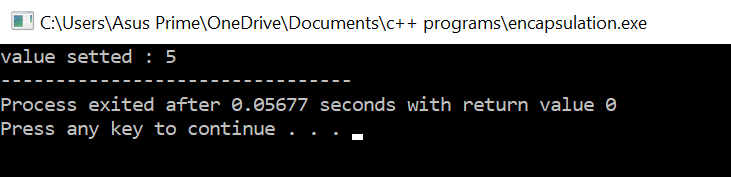 C:\Users\Asus Prime\OneDrive\Documents\c++ programs\encapsulation.exe
value setted : 5
--------------------------------
Process exited after 0.05677 seconds with return value 0
Press any key to continue . . .